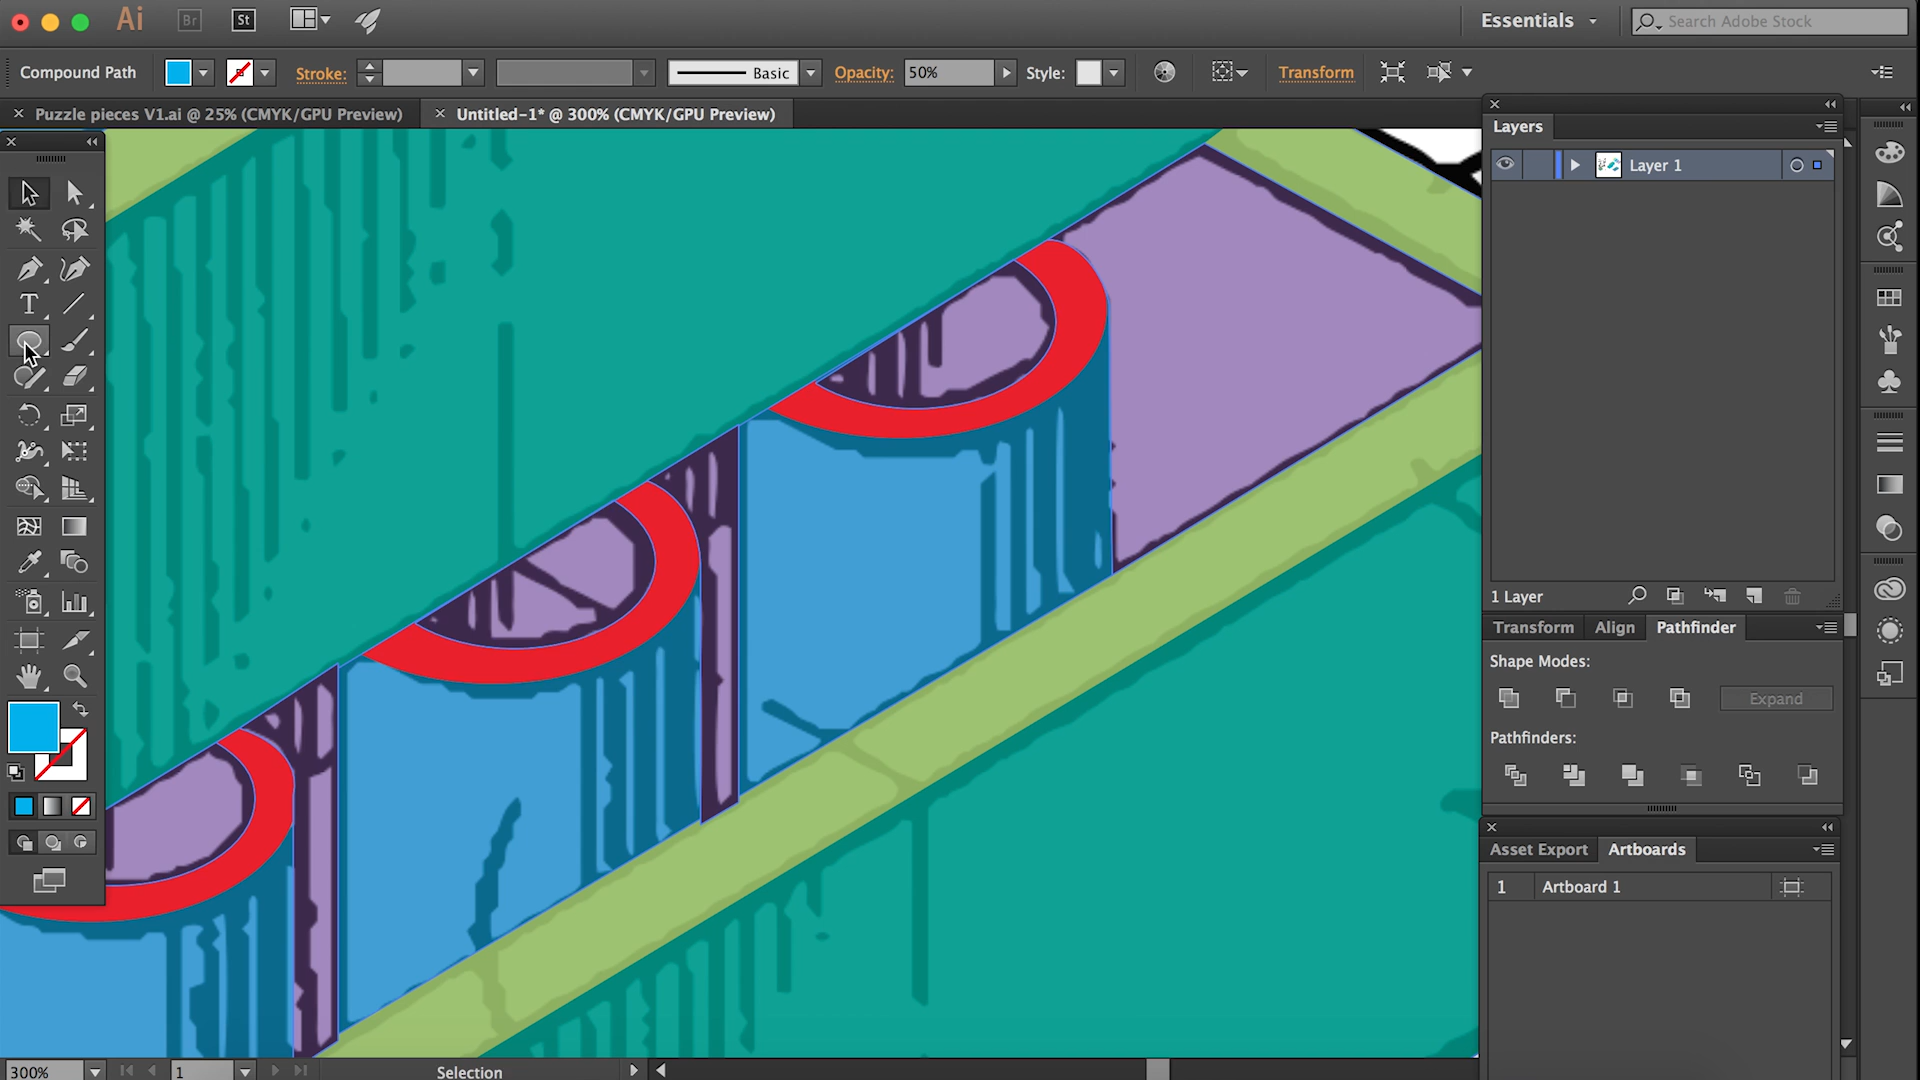 Ai Br St Essentials Search Adobe Stock
Compound Path Stroke: Basic Opacity: 50% Style: Transform
× Puzzle pieces V1.ai @ 25% (CMYK/GPU Preview) × Untitled-1* @ 300% (CMYK/GPU Preview)
Layers
Layer 1
1 Layer
Transform Align Pathfinder
Shape Modes:
Expand
Pathfinders:
Asset Export Artboards
1 Artboard 1
300% 1 Selection